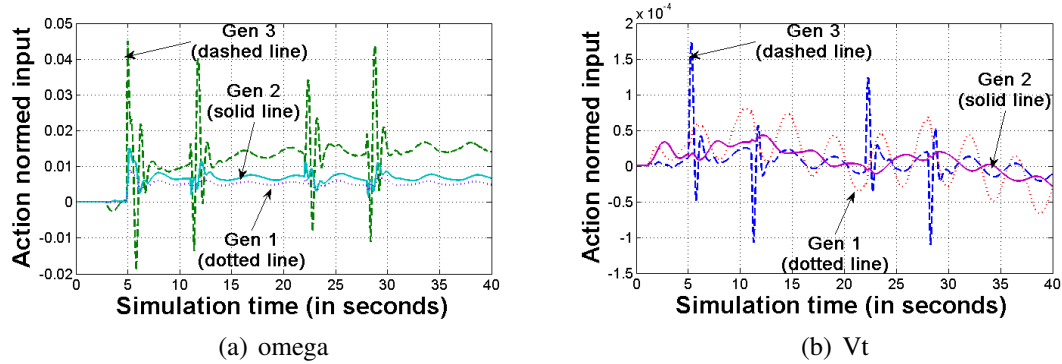 Action normed input
0.05
0.04
0.03
0.02
0.01
0
-0.01
-0.02
0 5 10 15 20 25 30 35 40
Gen 3
(dashed line)
Gen 2
(solid line)
Gen 1
(dotted line)
Simulation time (in seconds)
(a) omega
Action normed input
x 10-4
2
1.5
1
0.5
0
-0.5
-1
-1.5
0 5 10 15 20 25 30 35 40
Gen 3
(dashed line)
Gen 2
(solid line)
Gen 1
(dotted line)
Simulation time (in seconds)
(b) Vt